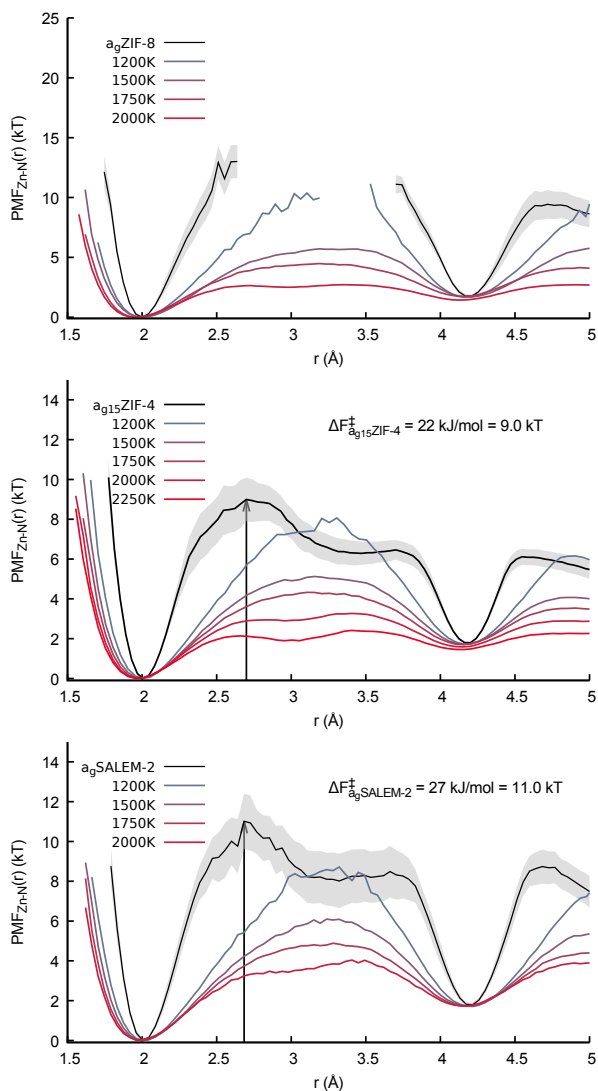 25
20
15
10
5
0
PMF_Zn-N(r) (kT)
a_gZIF-8
1200K
1500K
1750K
2000K
1.5 2 2.5 3 3.5 4 4.5 5
r (Å)
14
12
10
8
6
4
2
0
PMF_Zn-N(r) (kT)
a_g15ZIF-4
1200K
1500K
1750K
2000K
2250K
ΔF‡_a_g15ZIF-4 = 22 kJ/mol = 9.0 kT
1.5 2 2.5 3 3.5 4 4.5 5
r (Å)
14
12
10
8
6
4
2
0
PMF_Zn-N(r) (kT)
a_gSALEM-2
1200K
1500K
1750K
2000K
ΔF‡_a_gSALEM-2 = 27 kJ/mol = 11.0 kT
1.5 2 2.5 3 3.5 4 4.5 5
r (Å)